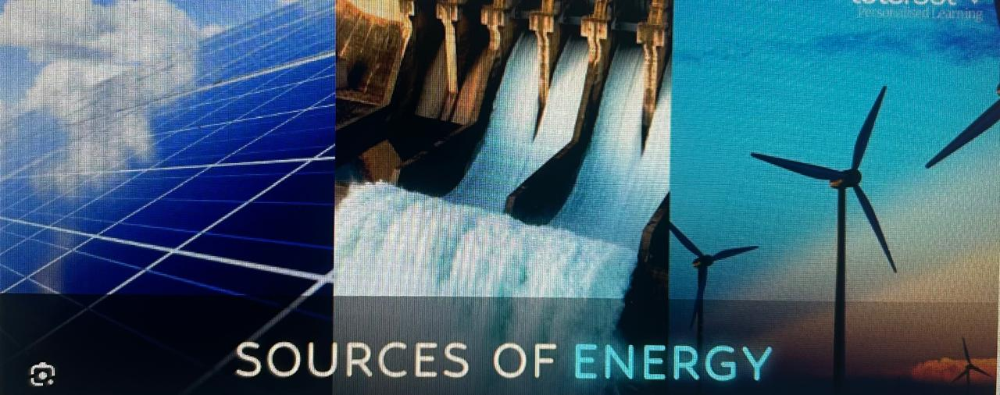 Personalised Learning
SOURCES OF ENERGY